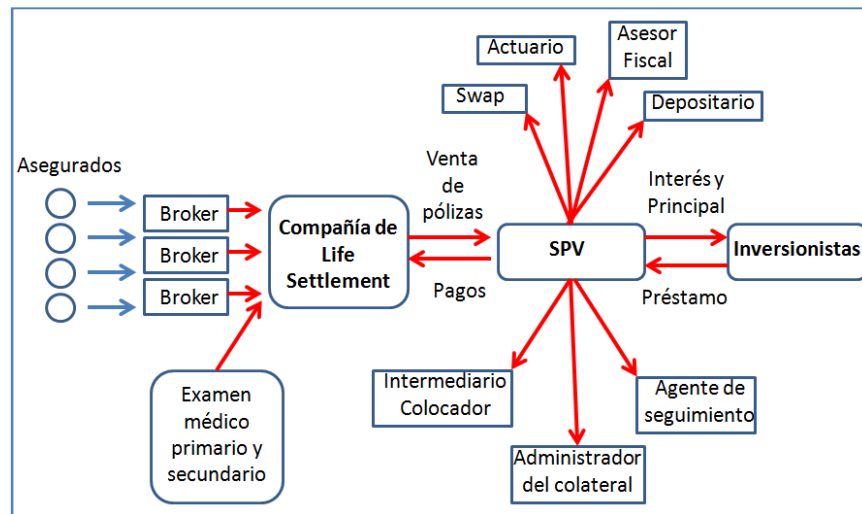 Actuario
Asesor
Fiscal
Swap
Depositario
Asegurados
Venta
de
pólizas
Interés y
Principal
Broker
Broker
Broker
Compañía de
Life
Settlement
SPV
Inversionistas
Pagos
Préstamo
Examen
médico
primario y
secundario
Intermediario
Colocador
Agente de
seguimiento
Administrador
del colateral